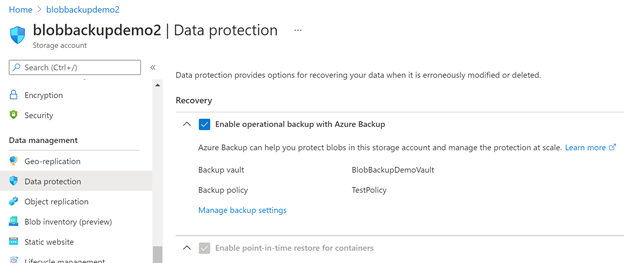 Home > blobbackupdemo2
blobbackupdemo2 | Data protection ...
Storage account
Search (Ctrl+/)
«
Data protection provides options for recovering your data when it is erroneously modified or deleted.
Encryption
Security
Data management
Geo-replication
Data protection
Object replication
Blob inventory (preview)
Static website
Lifecycle management
Recovery
Enable operational backup with Azure Backup
Azure Backup can help you protect blobs in this storage account and manage the protection at scale. Learn more
Backup vault BlobBackupDemoVault
Backup policy TestPolicy
Manage backup settings
Enable point-in-time restore for containers